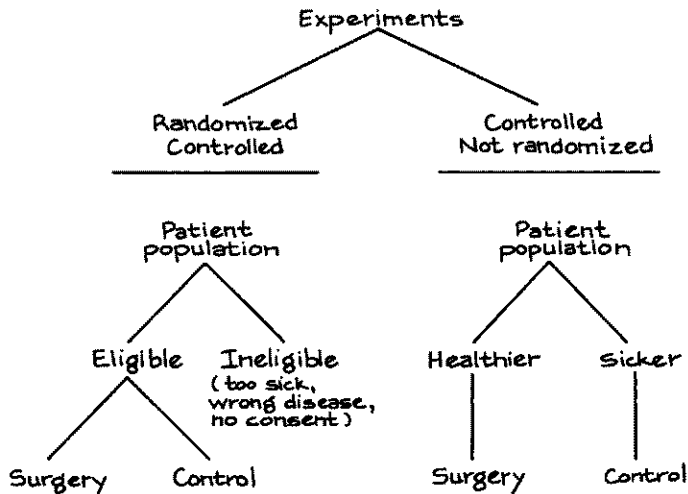 Experiments
Randomized
Controlled
Controlled
Not randomized
Patient
population
Patient
population
Eligible
Ineligible
(too sick,
wrong disease,
no consent)
Healthier
Sicker
Surgery
Control
Surgery
Control